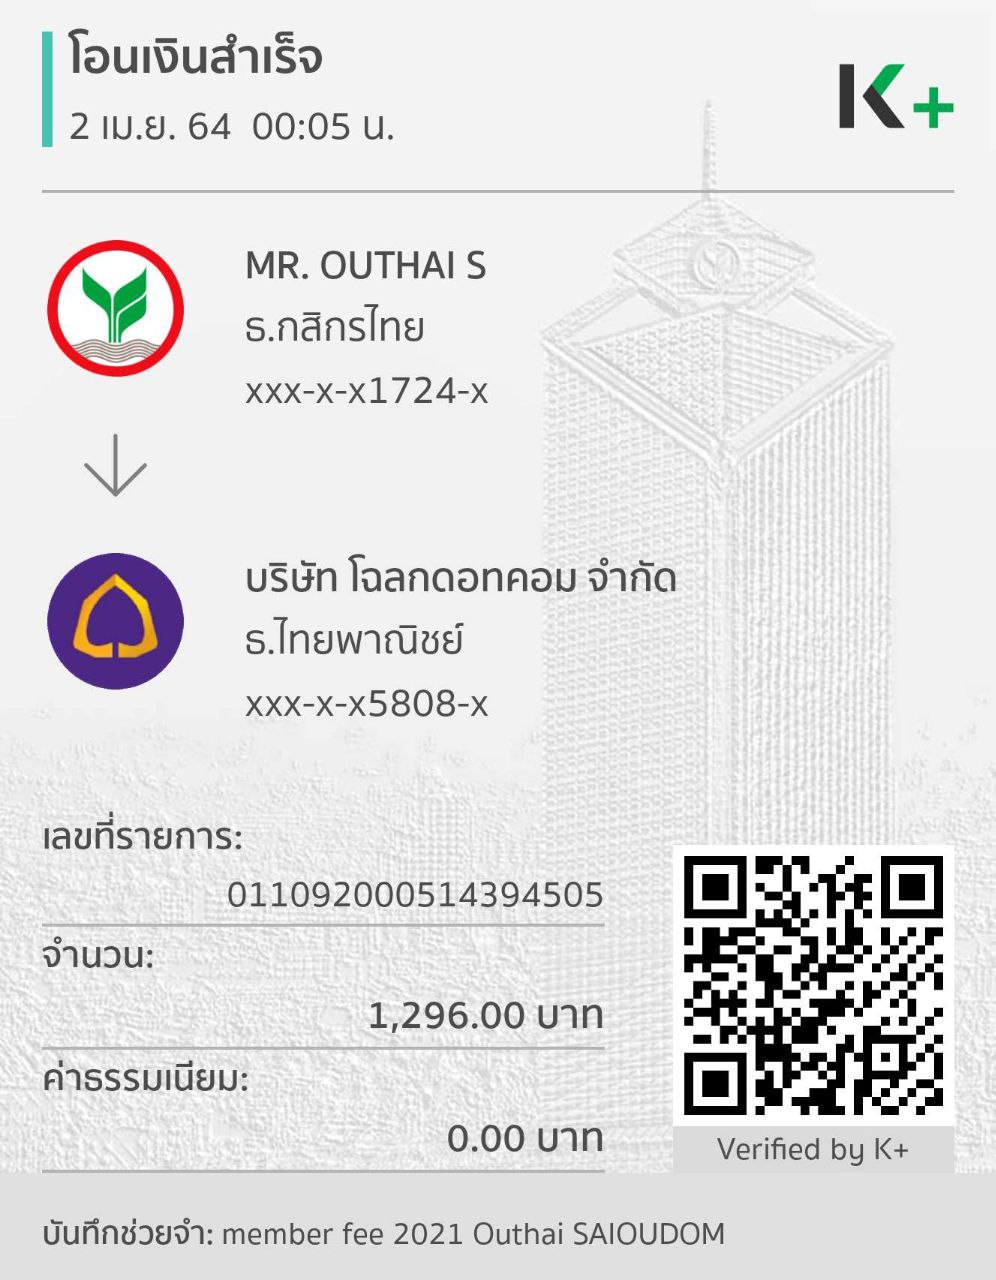 โอนเงินสำเร็จ
2 เม.ย. 64 00:05 น.
K+
MR. OUTHAI S
ธ.กสิกรไทย
xxx-x-x1724-x
บริษัท โฉลกดอทคอม จำกัด
ธ.ไทยพาณิชย์
xxx-x-x5808-x
เลขที่รายการ:
011092000514394505
จำนวน:
1,296.00 บาท
ค่าธรรมเนียม:
0.00 บาท
Verified by K+
บันทึกช่วยจำ: member fee 2021 Outhai SAIOUDOM